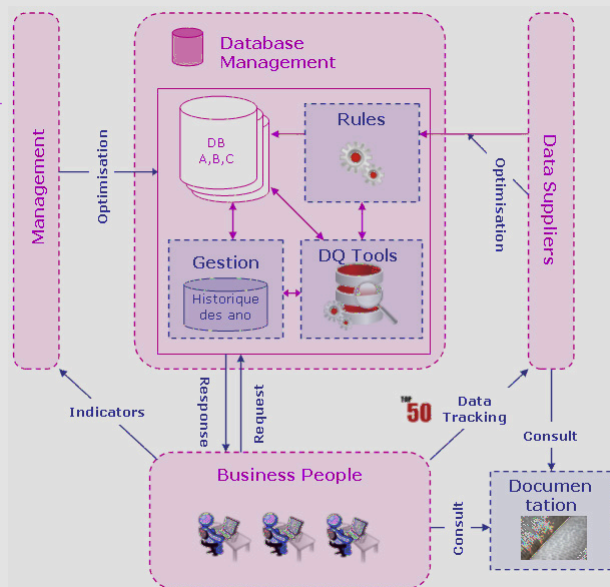 Database
Management
Management
Optimisation
DB
A,B,C
Rules
Gestion
Historique
des ano
DQ Tools
Optimisation
Data Suppliers
Indicators
Resxponse
Request
TOP
50
Data
Tracking
Consult
Business People
Consult
Documen
tation